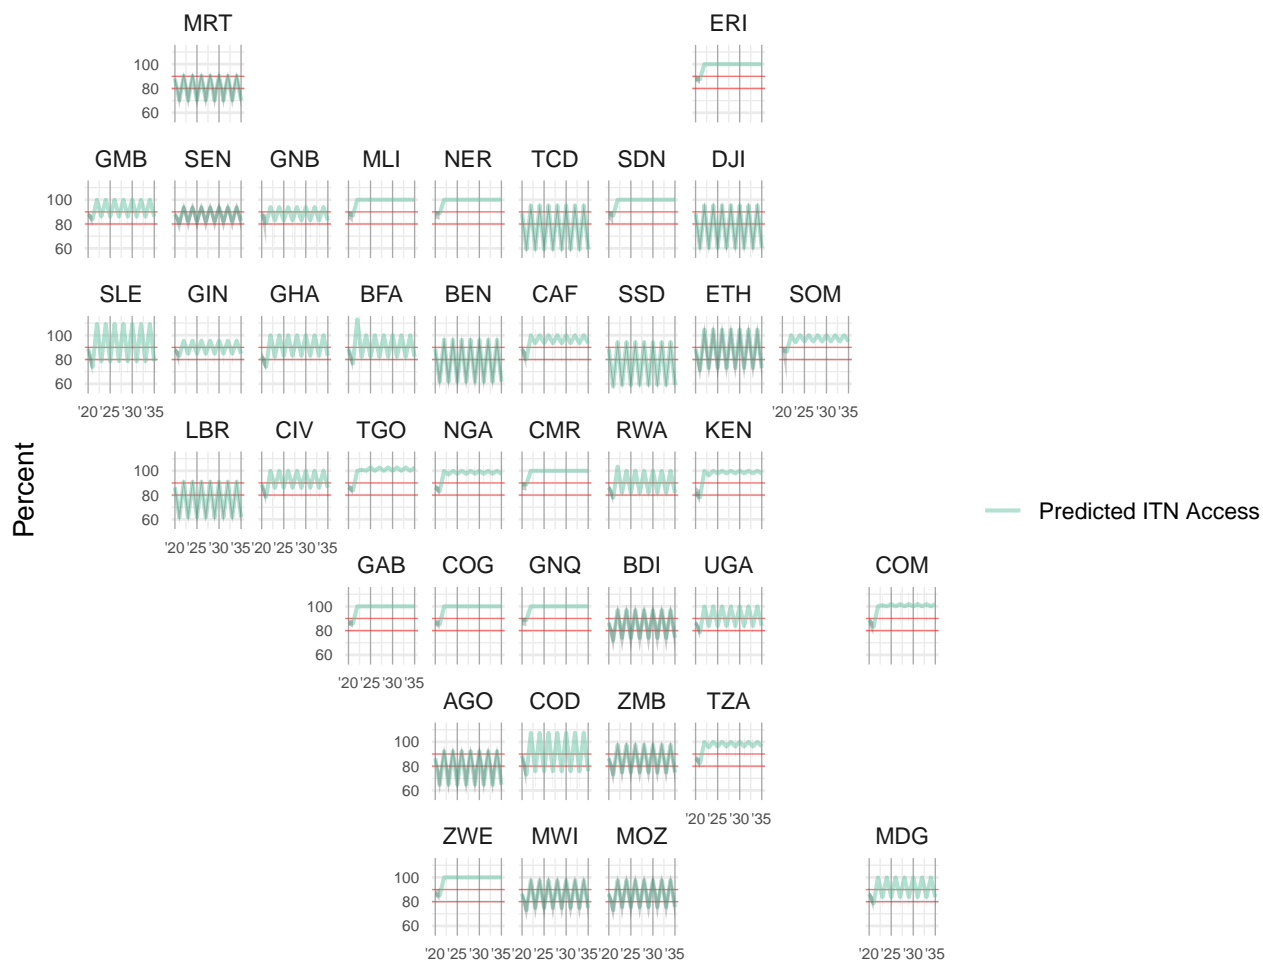 MRT ERI
100
80
60
GMB SEN GNB MLI NER TCD SDN DJI
100
80
60
SLE GIN GHA BFA BEN CAF SSD ETH SOM
100
80
60
'20 '25 '30 '35 '20 '25 '30 '35
LBR CIV TGO NGA CMR RWA KEN
100
80
60
'20 '25 '30 '35 '20 '25 '30 '35
GAB COG GNQ BDI UGA COM
100
80
60
'20 '25 '30 '35
AGO COD ZMB TZA
100
80
60
'20 '25 '30 '35
ZWE MWI MOZ MDG
100
80
60
'20 '25 '30 '35 '20 '25 '30 '35 '20 '25 '30 '35 '20 '25 '30 '35
Percent
Predicted ITN Access